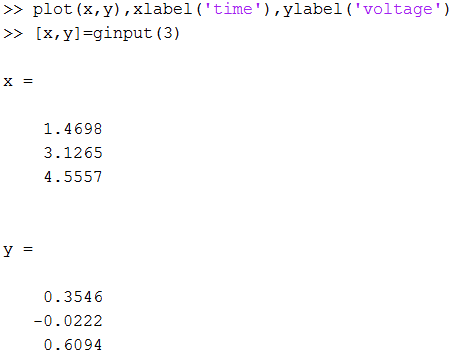 >> plot(x,y),xlabel('time'),ylabel('voltage')
>> [x,y]=ginput(3)
x =
1.4698
3.1265
4.5557
y =
0.3546
-0.0222
0.6094